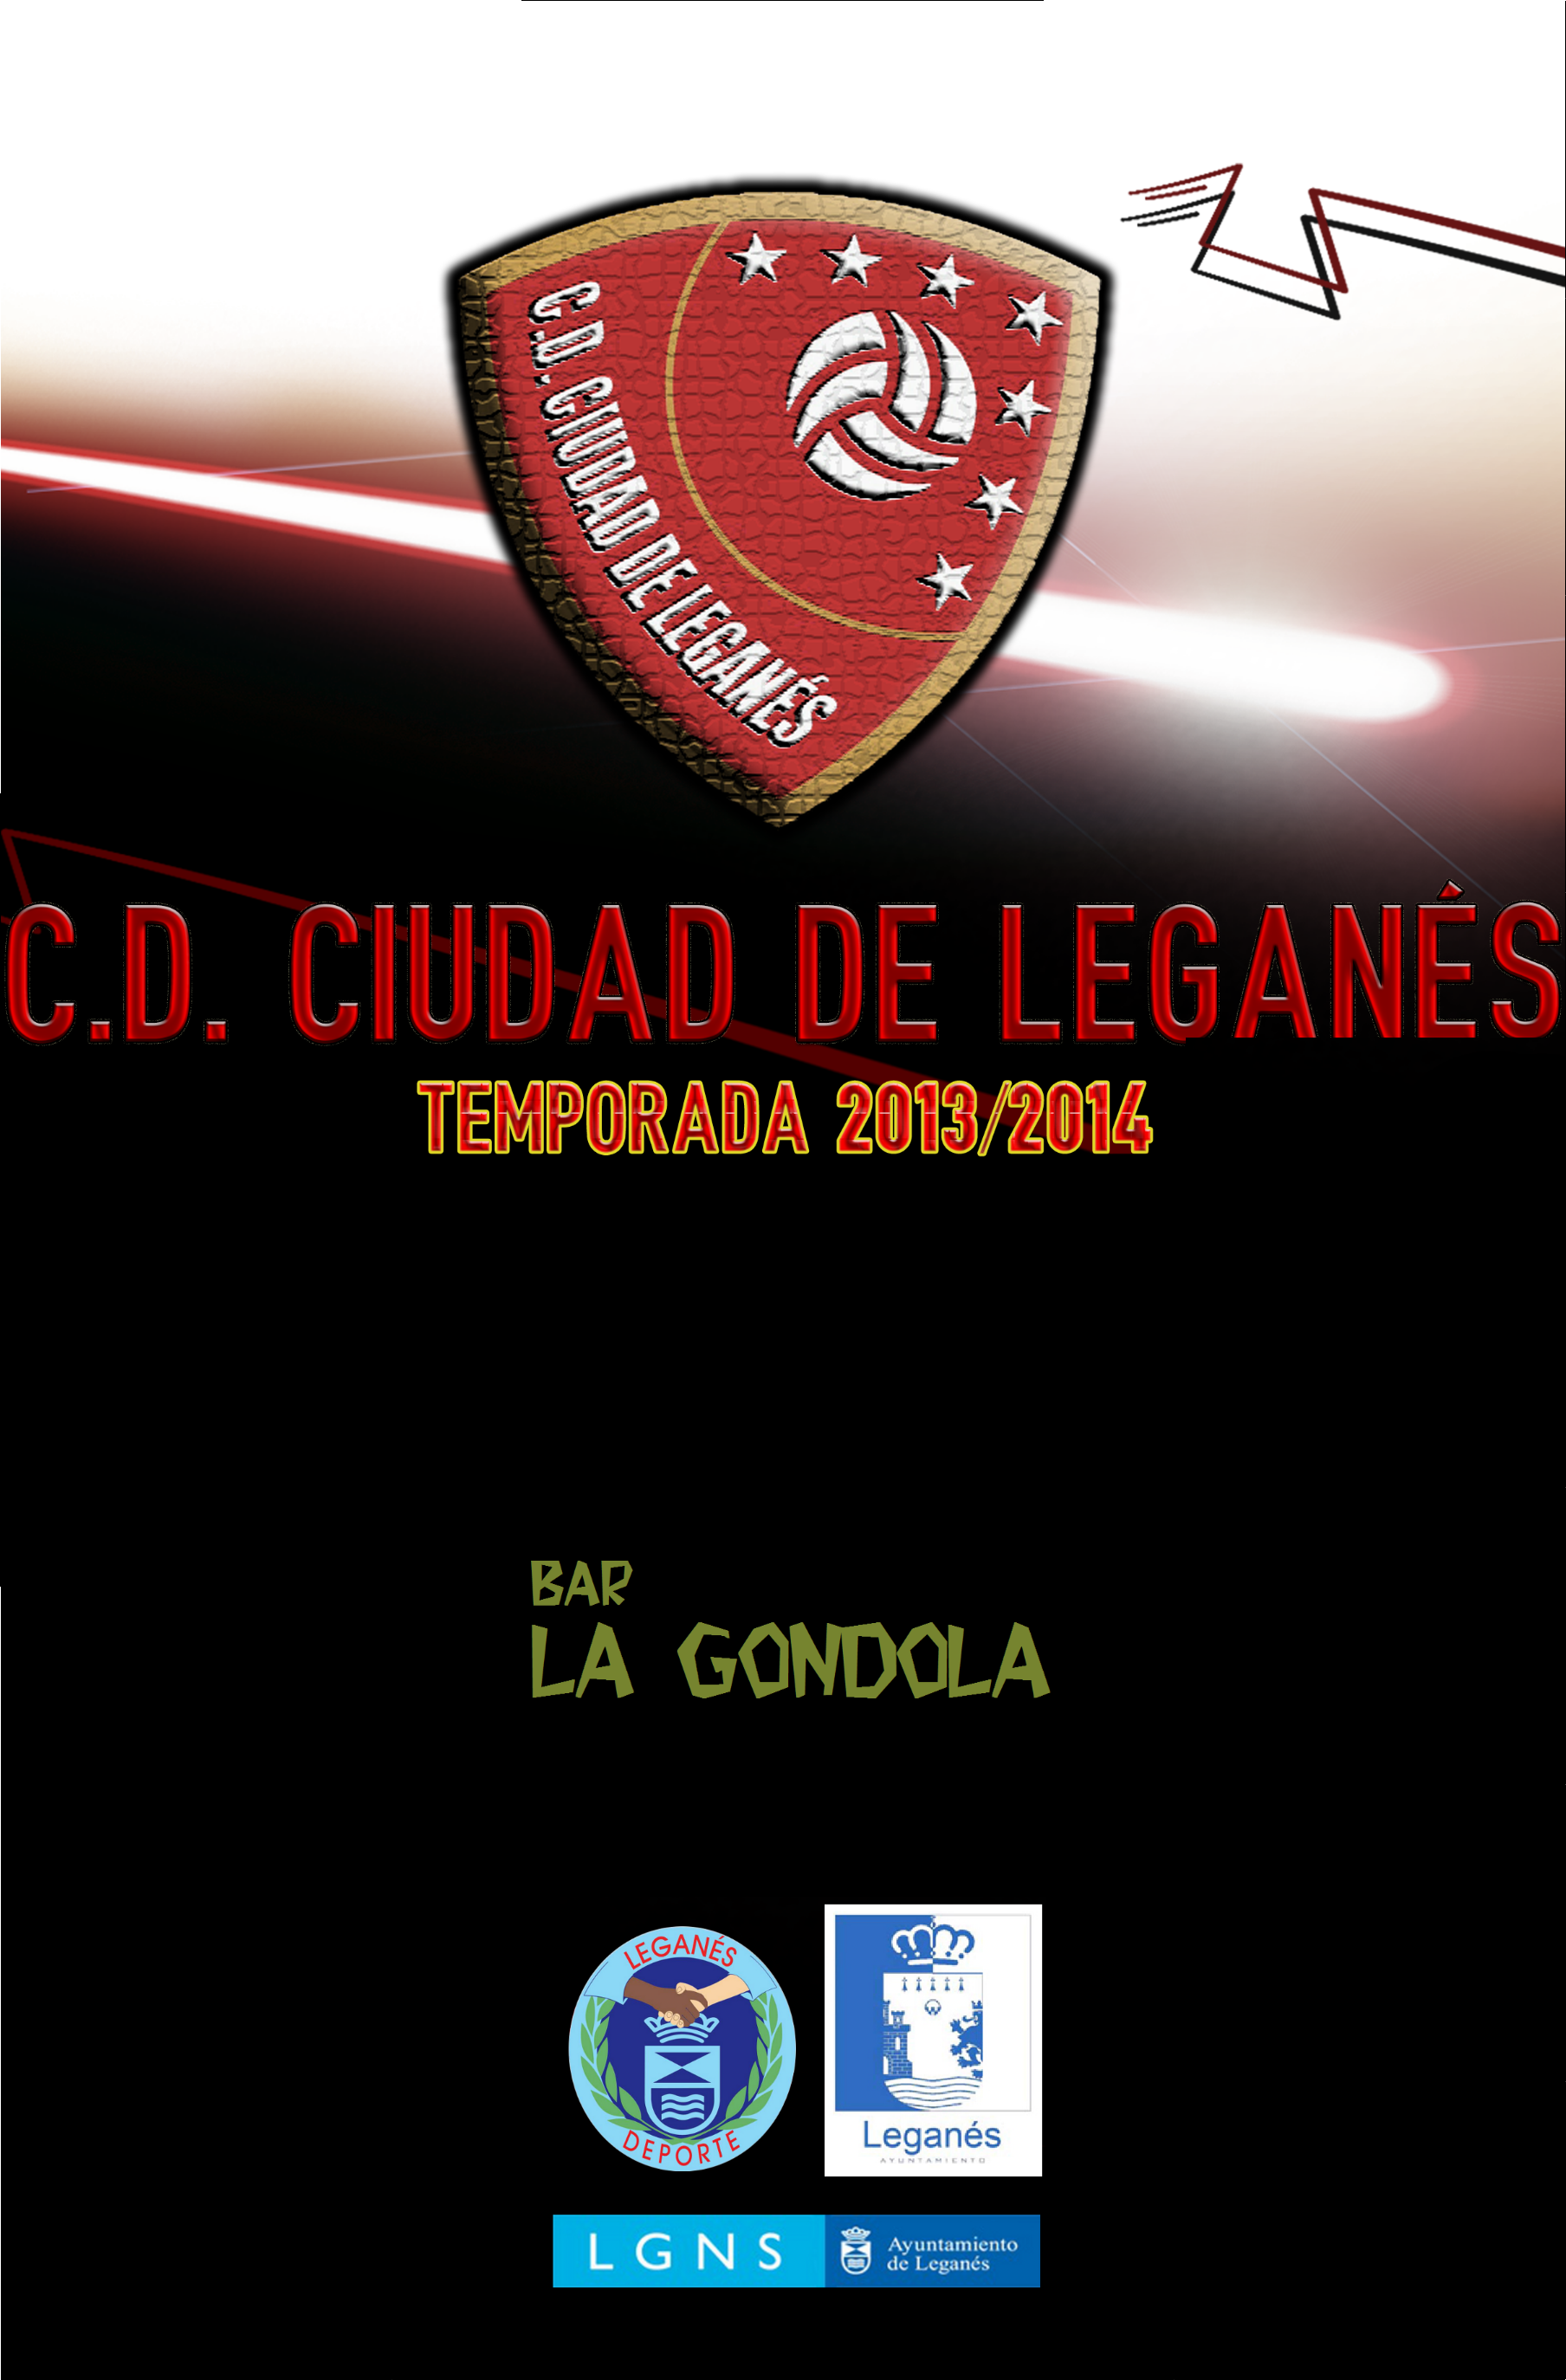 C.D. CIUDAD DE LEGANÉS
C.D. CIUDAD DE LEGANÉS
TEMPORADA 2013/2014
BAR
LA GONDOLA
LEGANÉS
DEPORTE
Leganés
AYUNTAMIENTO
LGNS
Ayuntamiento
de Leganés